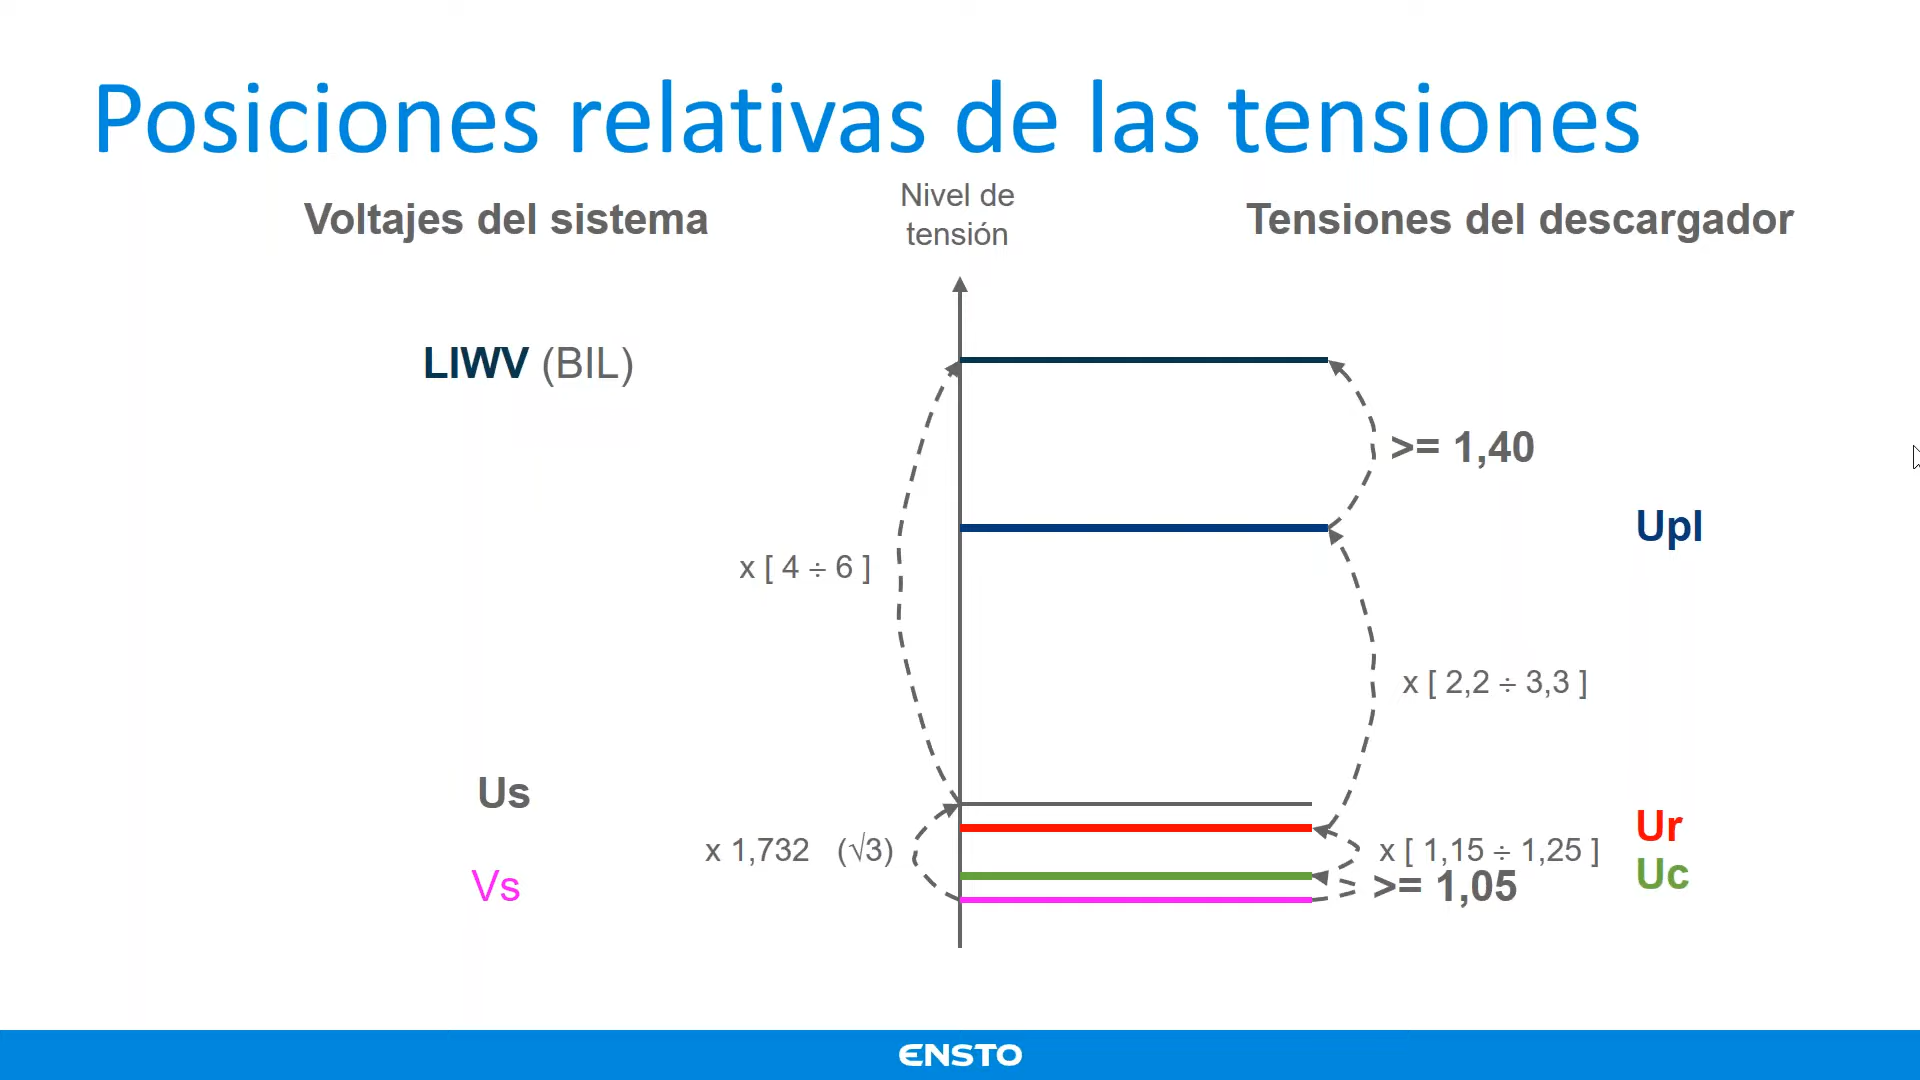 Posiciones relativas de las tensiones
Voltajes del sistema
Nivel de
tensión
Tensiones del descargador
LIWV (BIL)
>= 1,40
Upl
x [ 4 ÷ 6 ]
x [ 2,2 ÷ 3,3 ]
Us
Ur
x 1,732 (√3)
x [ 1,15 ÷ 1,25 ]
Uc
Vs
>= 1,05
ENSTO